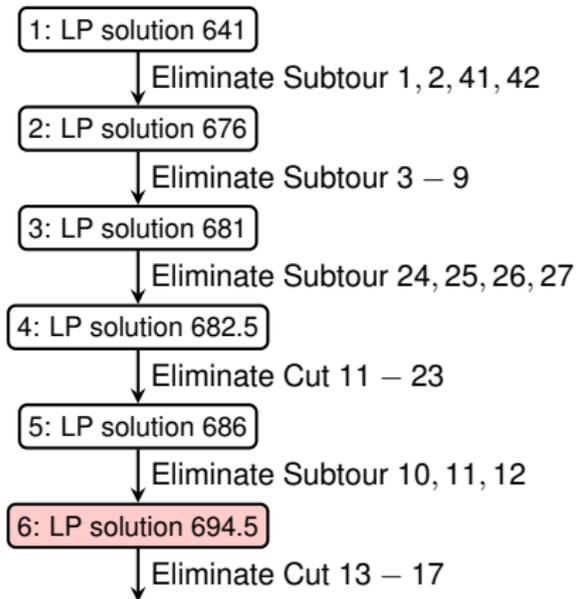 1: LP solution 641
Eliminate Subtour 1, 2, 41, 42
2: LP solution 676
Eliminate Subtour 3 − 9
3: LP solution 681
Eliminate Subtour 24, 25, 26, 27
4: LP solution 682.5
Eliminate Cut 11 − 23
5: LP solution 686
Eliminate Subtour 10, 11, 12
6: LP solution 694.5
Eliminate Cut 13 − 17